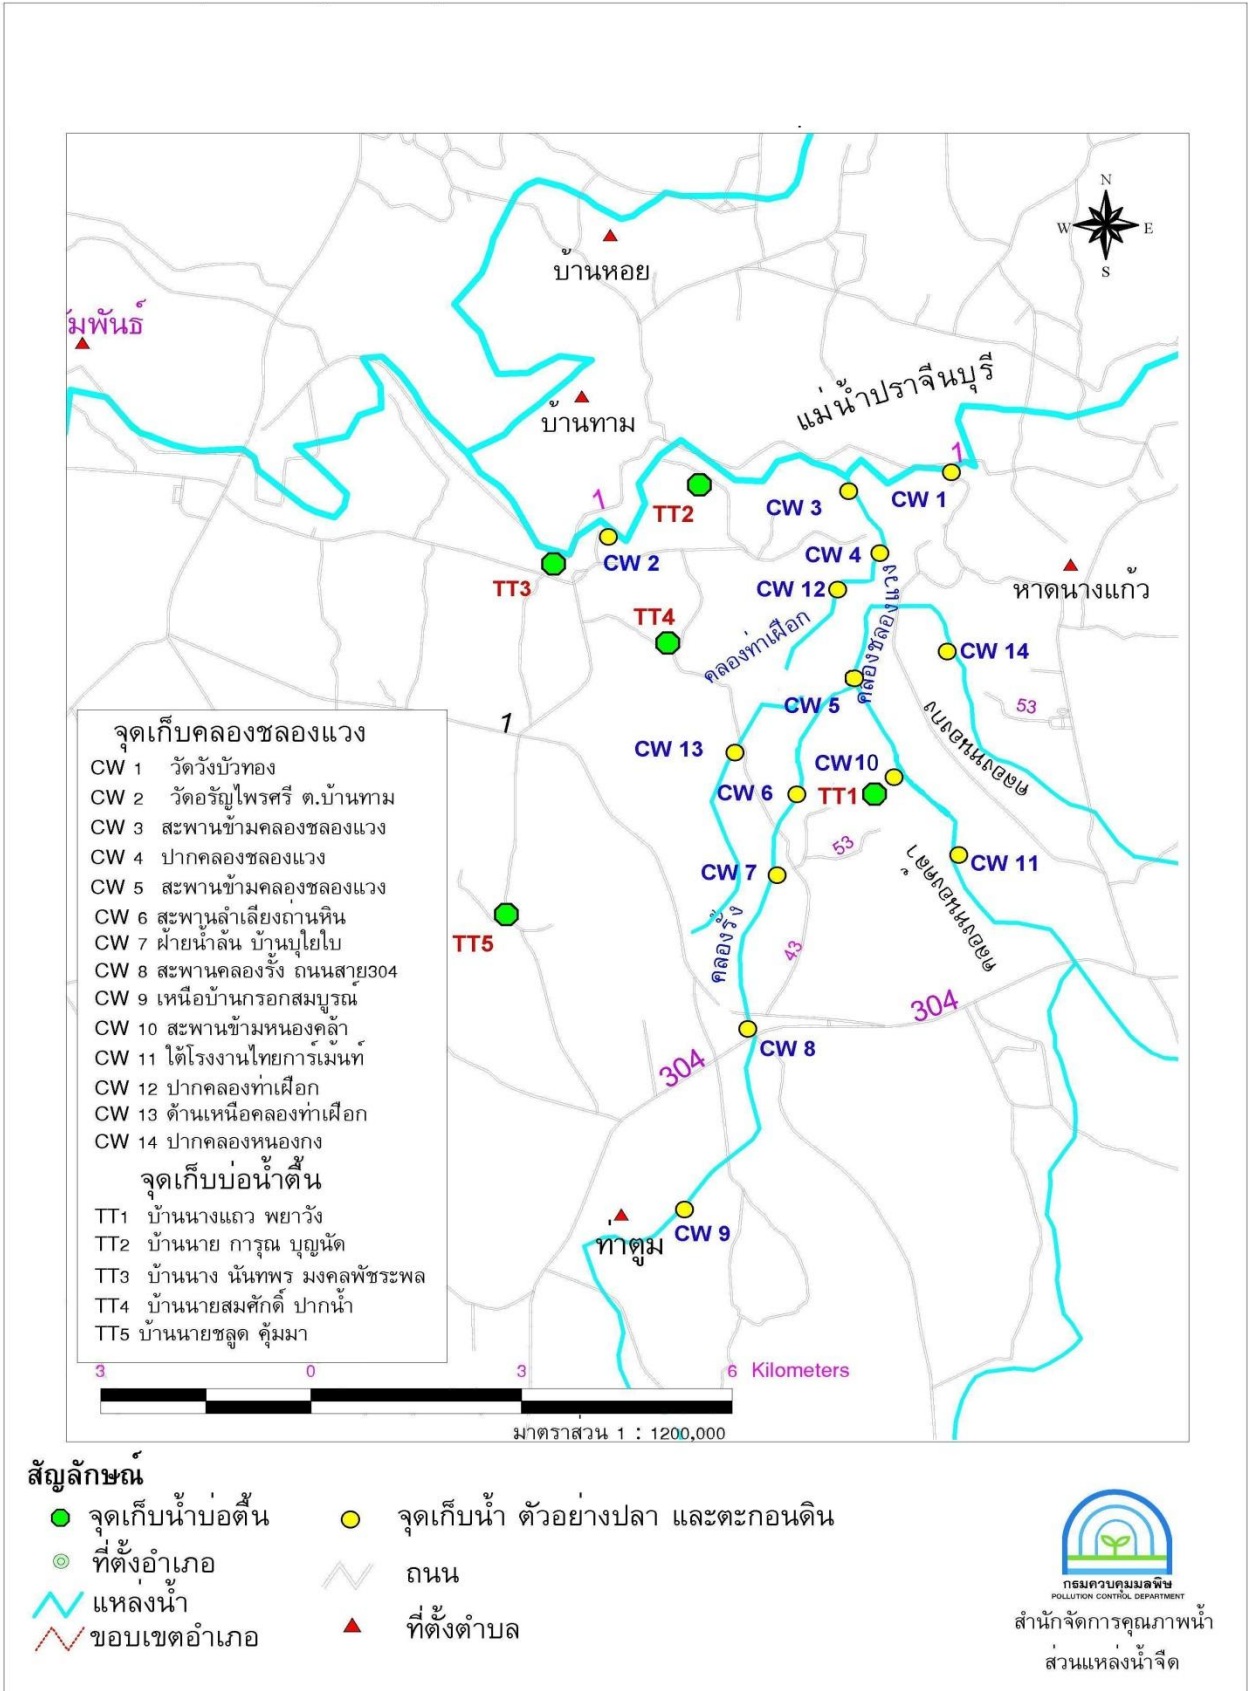 N
W E
S
บ้านหอย
ัมพันธ์
แม่น้ำปราจีนบุรี
บ้านทาม
1
1
CW 3
CW 1
TT2
CW 2
CW 4
TT3
CW 12
หาดนางแก้ว
TT4
คลองท่าเฝือก
คลองชลองแวง
CW 14
CW 5
53
1
CW 13
CW10
คลองหนองกง
CW 6
TT1
53
CW 7
CW 11
คลองหนองคล้า
คลองรั้ง
TT5
43
304
CW 8
304
CW 9
ท่าตูม
จุดเก็บคลองชลองแวง
CW 1 วัดวังบัวทอง
CW 2 วัดอรัญไพรศรี ต.บ้านทาม
CW 3 สะพานข้ามคลองชลองแวง
CW 4 ปากคลองชลองแวง
CW 5 สะพานข้ามคลองชลองแวง
CW 6 สะพานลำเลียงถ่านหิน
CW 7 ฝายน้ำล้น บ้านบุใยใบ
CW 8 สะพานคลองรั้ง ถนนสาย304
CW 9 เหนือบ้านกรอกสมบูรณ์
CW 10 สะพานข้ามหนองคล้า
CW 11 ใต้โรงงานไทยการ์เม้นท์
CW 12 ปากคลองท่าเฝือก
CW 13 ด้านเหนือคลองท่าเฝือก
CW 14 ปากคลองหนองกง
จุดเก็บบ่อน้ำตื้น
TT1 บ้านนางแถว พยาวัง
TT2 บ้านนาย การุณ บุญนัด
TT3 บ้านนาง นันทพร มงคลพัชระพล
TT4 บ้านนายสมศักดิ์ ปากน้ำ
TT5 บ้านนายชลูด คุ้มมา
3 0 3 6 Kilometers
มาตราส่วน 1 : 1200,000
สัญลักษณ์
จุดเก็บน้ำบ่อตื้น
จุดเก็บน้ำ ตัวอย่างปลา และตะกอนดิน
ที่ตั้งอำเภอ
ถนน
แหล่งน้ำ
ที่ตั้งตำบล
ขอบเขตอำเภอ
กรมควบคุมมลพิษ
POLLUTION CONTROL DEPARTMENT
สำนักจัดการคุณภาพน้ำ
ส่วนแหล่งน้ำจืด